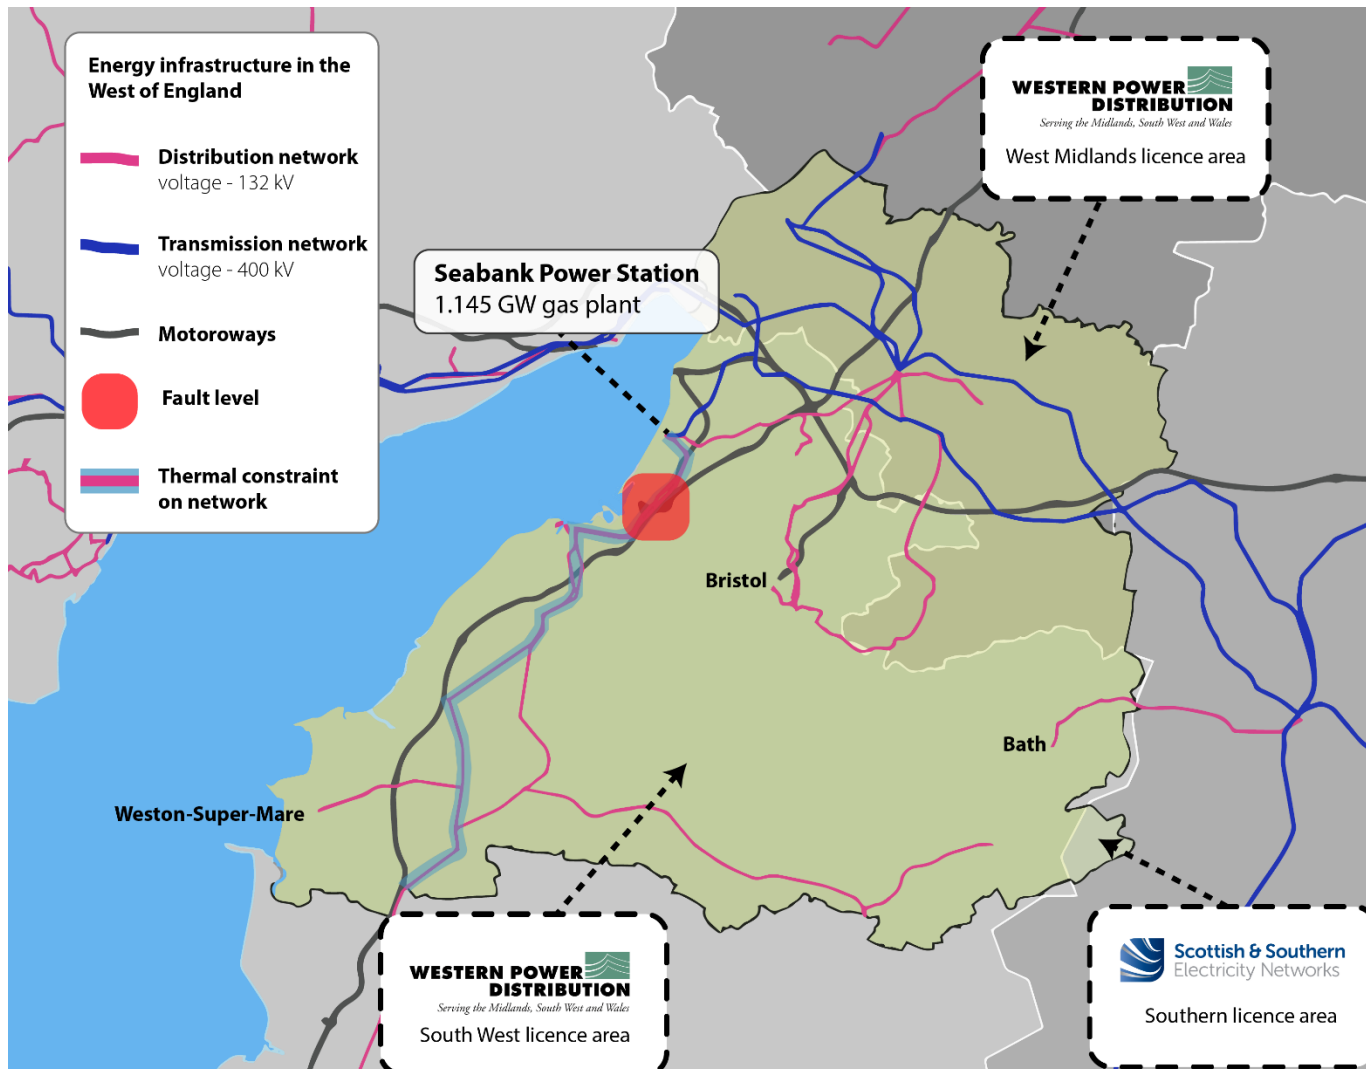 Energy infrastructure in the
West of England
Distribution network
voltage - 132 kV
Transmission network
voltage - 400 kV
Motoroways
Fault level
Thermal constraint
on network
Seabank Power Station
1.145 GW gas plant
WESTERN POWER
DISTRIBUTION
Serving the Midlands, South West and Wales
West Midlands licence area
Bristol
Bath
Weston-Super-Mare
WESTERN POWER
DISTRIBUTION
Serving the Midlands, South West and Wales
South West licence area
Scottish & Southern
Electricity Networks
Southern licence area